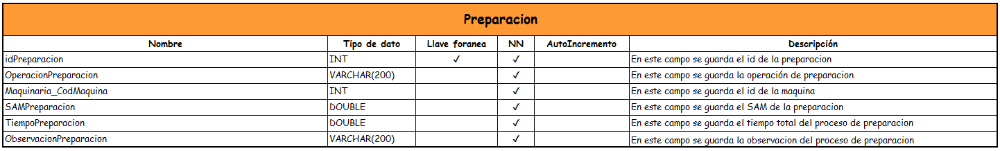 Preparacion
Nombre Tipo de dato Llave foranea NN AutoIncremento Descripción
idPreparacion INT ✓ ✓ En este campo se guarda el id de la preparacion
OperacionPreparacion VARCHAR(200) ✓ En este campo se guarda la operación de preparacion
Maquinaria_CodMaquina INT ✓ En este campo se guarda el id de la maquina
SAMPreparacion DOUBLE ✓ En este campo se guarda el SAM de la preparacion
TiempoPreparacion DOUBLE ✓ En este campo se guarda el tiempo total del proceso de preparacion
ObservacionPreparacion VARCHAR(200) ✓ En este campo se guarda la observacion del proceso de preparacion